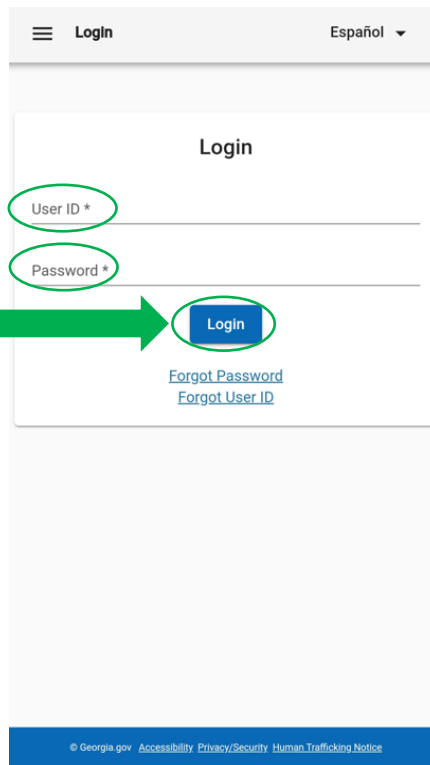 Login Español
Login
User ID *
Password *
Login
Forgot Password
Forgot User ID
© Georgia.gov Accessibility Privacy/Security Human Trafficking Notice